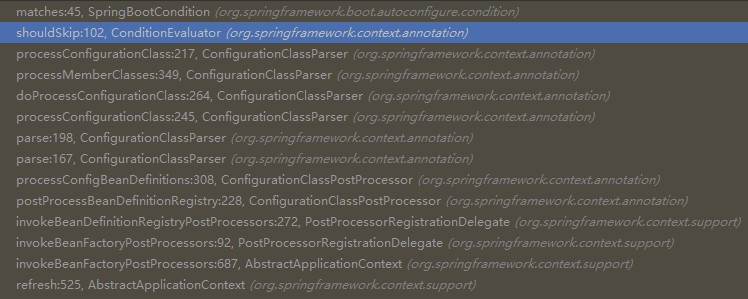 matches:45, SpringBootCondition (org.springframework.boot.autoconfigure.condition)
shouldSkip:102, ConditionEvaluator (org.springframework.context.annotation)
processConfigurationClass:217, ConfigurationClassParser (org.springframework.context.annotation)
processMemberClasses:349, ConfigurationClassParser (org.springframework.context.annotation)
doProcessConfigurationClass:264, ConfigurationClassParser (org.springframework.context.annotation)
processConfigurationClass:245, ConfigurationClassParser (org.springframework.context.annotation)
parse:198, ConfigurationClassParser (org.springframework.context.annotation)
parse:167, ConfigurationClassParser (org.springframework.context.annotation)
processConfigBeanDefinitions:308, ConfigurationClassPostProcessor (org.springframework.context.annotation)
postProcessBeanDefinitionRegistry:228, ConfigurationClassPostProcessor (org.springframework.context.annotation)
invokeBeanDefinitionRegistryPostProcessors:272, PostProcessorRegistrationDelegate (org.springframework.context.support)
invokeBeanFactoryPostProcessors:92, PostProcessorRegistrationDelegate (org.springframework.context.support)
invokeBeanFactoryPostProcessors:687, AbstractApplicationContext (org.springframework.context.support)
refresh:525, AbstractApplicationContext (org.springframework.context.support)